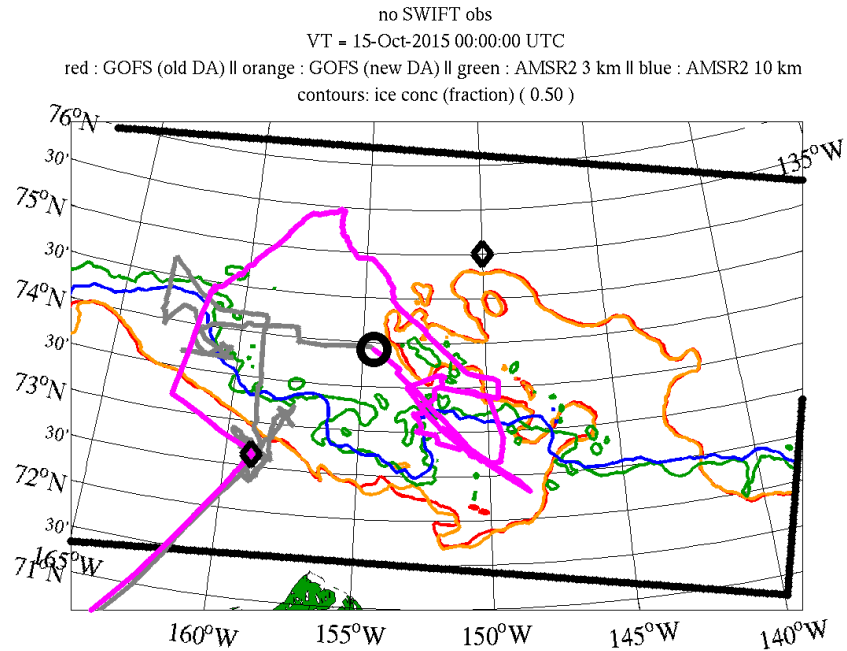 no SWIFT obs
VT = 15-Oct-2015 00:00:00 UTC
red : GOFS (old DA) || orange : GOFS (new DA) || green : AMSR2 3 km || blue : AMSR2 10 km
contours: ice conc (fraction) ( 0.50 )
76°N
135°W
30'
75°N
30'
74°N
30'
73°N
30'
72°N
30'
165°W
71°N
160°W
155°W
150°W
145°W
140°W